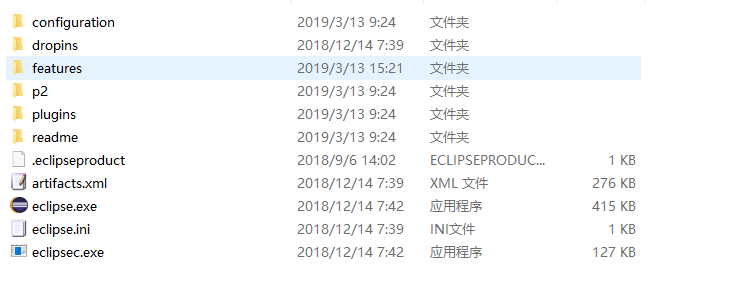 configuration 2019/3/13 9:24 文件夹
dropins 2018/12/14 7:39 文件夹
features 2019/3/13 15:21 文件夹
p2 2019/3/13 9:24 文件夹
plugins 2019/3/13 9:24 文件夹
readme 2019/3/13 9:24 文件夹
.eclipseproduct 2018/9/6 14:02 ECLIPSEPRODUC... 1 KB
artifacts.xml 2018/12/14 7:39 XML 文件 276 KB
eclipse.exe 2018/12/14 7:42 应用程序 415 KB
eclipse.ini 2018/12/14 7:39 INI文件 1 KB
eclipsec.exe 2018/12/14 7:42 应用程序 127 KB